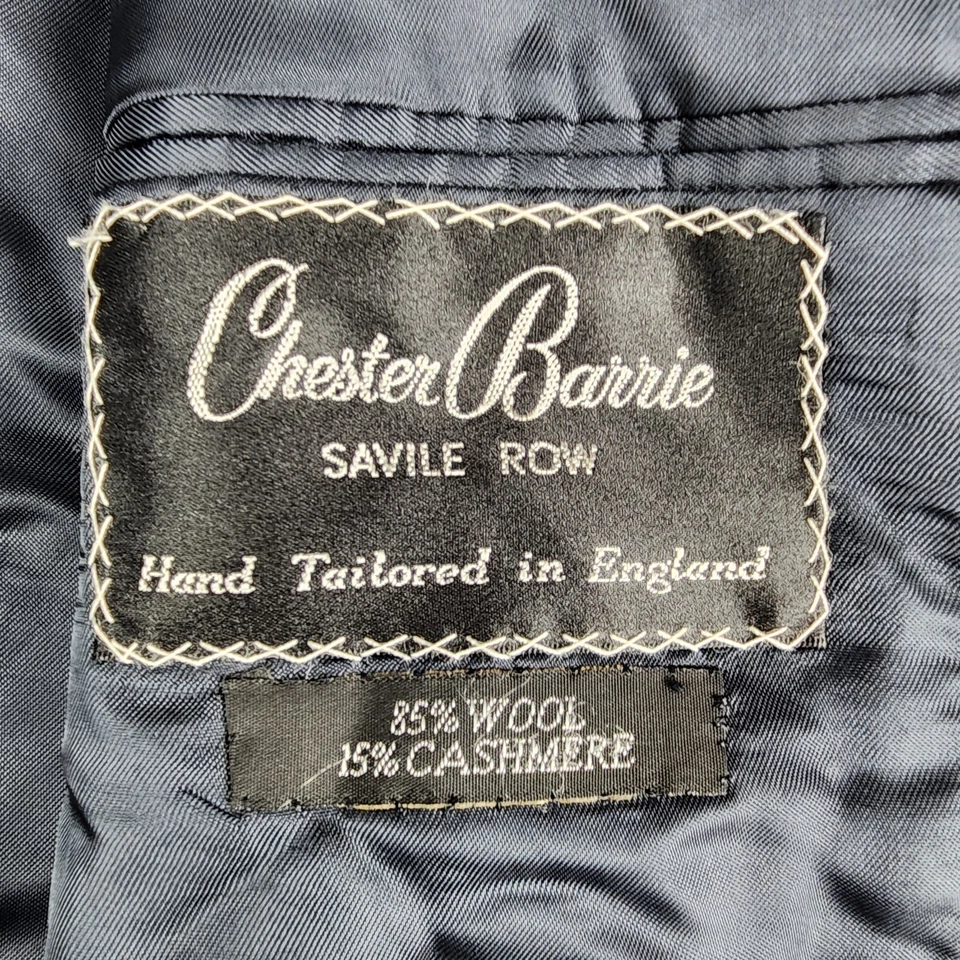 Chester Barrie
SAVILE ROW
Hand Tailored in England
85% WOOL
15% CASHMERE